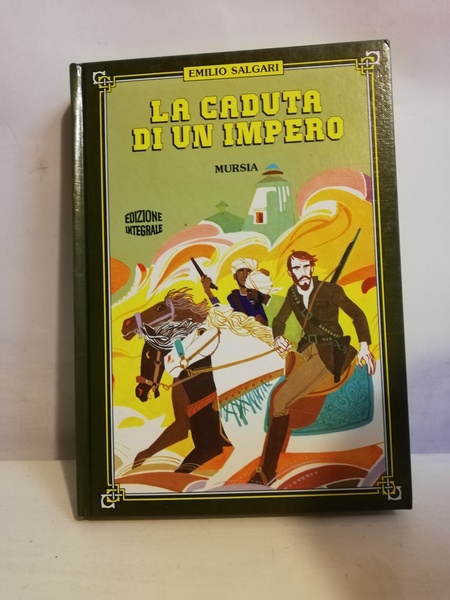 EMILIO SALGARI
LA CADUTA
DI UN IMPERO
MURSIA
EDIZIONE
INTEGRALE